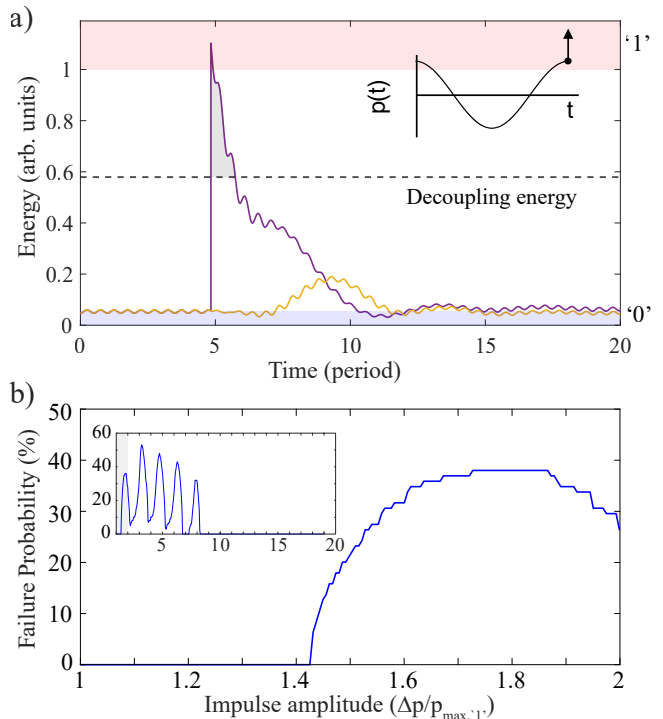 a)
Energy (arb. units)
1
0.8
0.6
0.4
0.2
0
0 5 10 15 20
Time (period)
'1'
'0'
p(t)
t
Decoupling energy
b)
Failure Probability (%)
50
40
30
20
10
0
1 1.2 1.4 1.6 1.8 2
Impulse amplitude (Δp/p_max,'1')
60
40
20
0
5 10 15 20